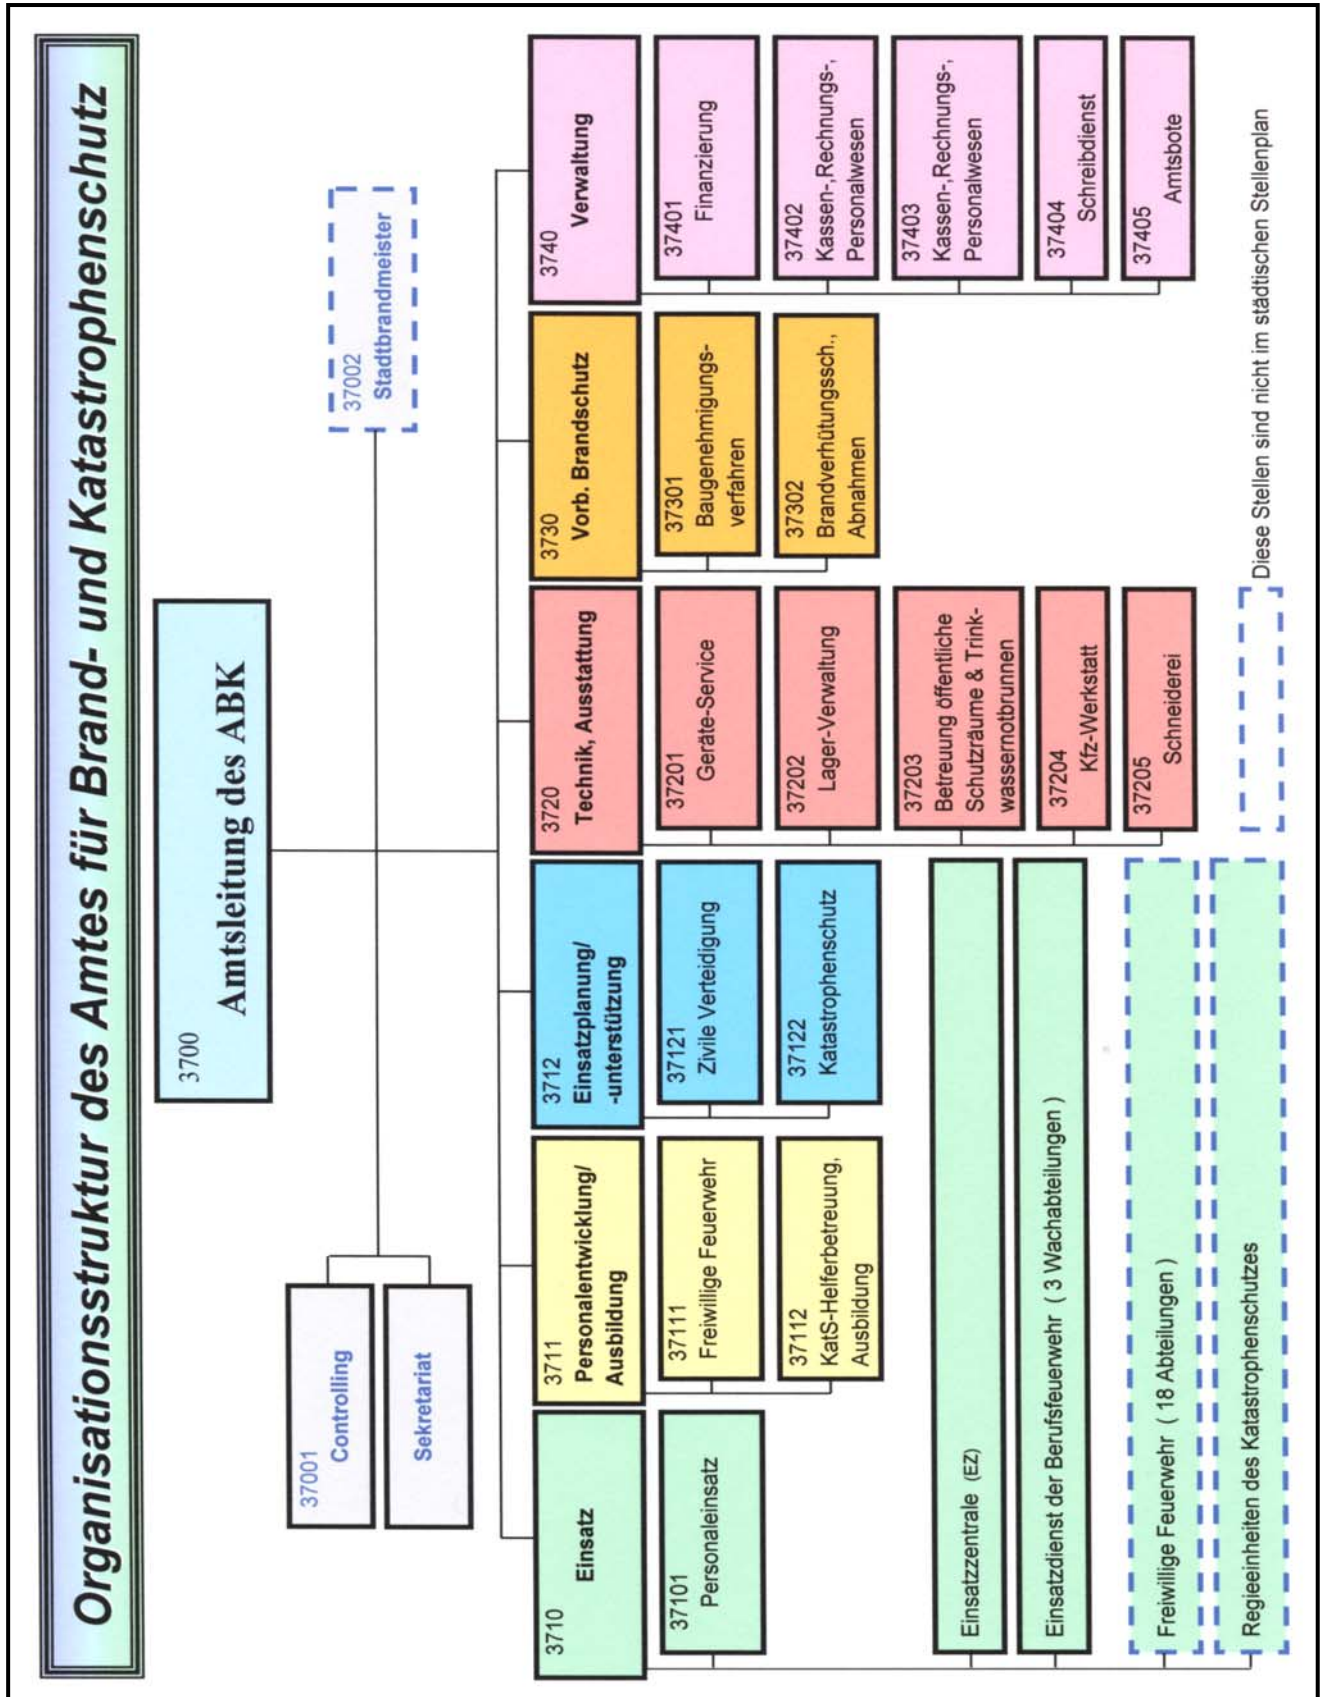 Organisationsstruktur des Amtes für Brand- und Katastrophenschutz
3700
Amtsleitung des ABK
37001
Controlling
Sekretariat
37002
Stadtbrandmeister
3710
Einsatz
37101
Personaleinsatz
Einsatzzentrale (EZ)
Einsatzdienst der Berufsfeuerwehr ( 3 Wachabteilungen )
Freiwillige Feuerwehr ( 18 Abteilungen )
Regieeinheiten des Katastrophenschutzes
3711
Personalentwicklung/
Ausbildung
37111
Freiwillige Feuerwehr
37112
KatS-Helferbetreuung,
Ausbildung
3712
Einsatzplanung/
-unterstützung
37121
Zivile Verteidigung
37122
Katastrophenschutz
3720
Technik, Ausstattung
37201
Geräte-Service
37202
Lager-Verwaltung
37203
Betreuung öffentliche
Schutzräume & Trink-
wassernotbrunnen
37204
Kfz-Werkstatt
37205
Schneiderei
3730
Vorb. Brandschutz
37301
Baugenehmigungs-
verfahren
37302
Brandverhütungssch.,
Abnahmen
3740
Verwaltung
37401
Finanzierung
37402
Kassen-,Rechnungs-,
Personalwesen
37403
Kassen-,Rechnungs-,
Personalwesen
37404
Schreibdienst
37405
Amtsbote
Diese Stellen sind nicht im städtischen Stellenplan